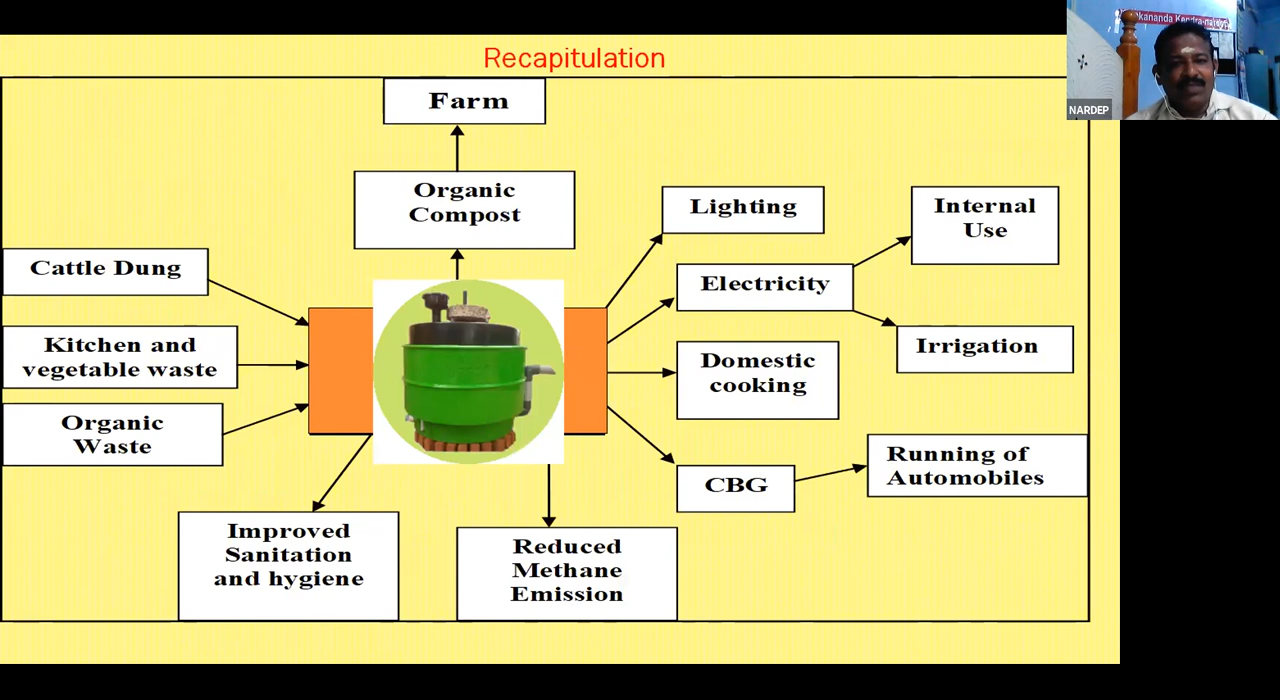 Recapitulation
Farm
Organic
Compost
Lighting
Internal
Use
Cattle Dung
Electricity
Kitchen and
vegetable waste
Domestic
cooking
Irrigation
Organic
Waste
CBG
Running of
Automobiles
Improved
Sanitation
and hygiene
Reduced
Methane
Emission
NARDEP